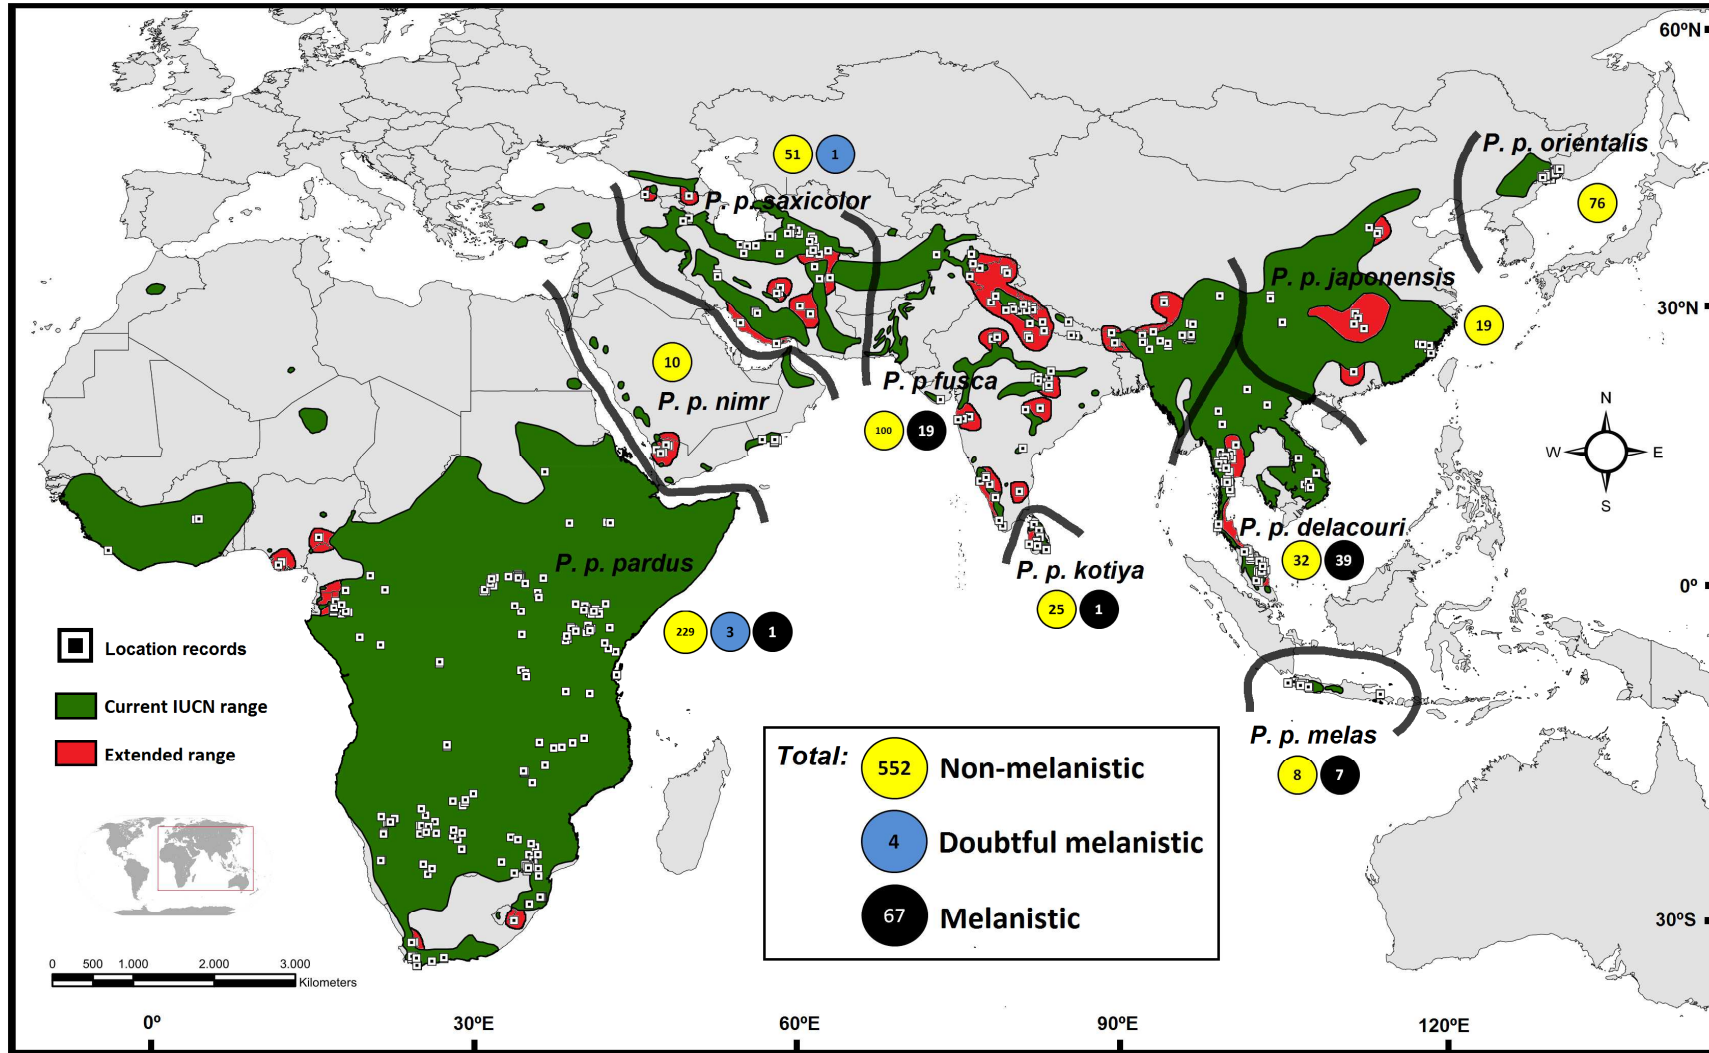 60ºN
P. p. orientalis
51
1
76
P. p. saxicolor
P. p. japonensis
30ºN
19
10
P. p. nimr
P. p fusca
100
19
N
W
E
S
P. p. delacouri
32
39
P. p. pardus
P. p. kotiya
0º
25
1
229
3
1
Location records
Current IUCN range
Extended range
P. p. melas
8
7
Total:
552
Non-melanistic
4
Doubtful melanistic
67
Melanistic
30ºS
0 500 1.000 2.000 3.000
Kilometers
0º 30ºE 60ºE 90ºE 120ºE